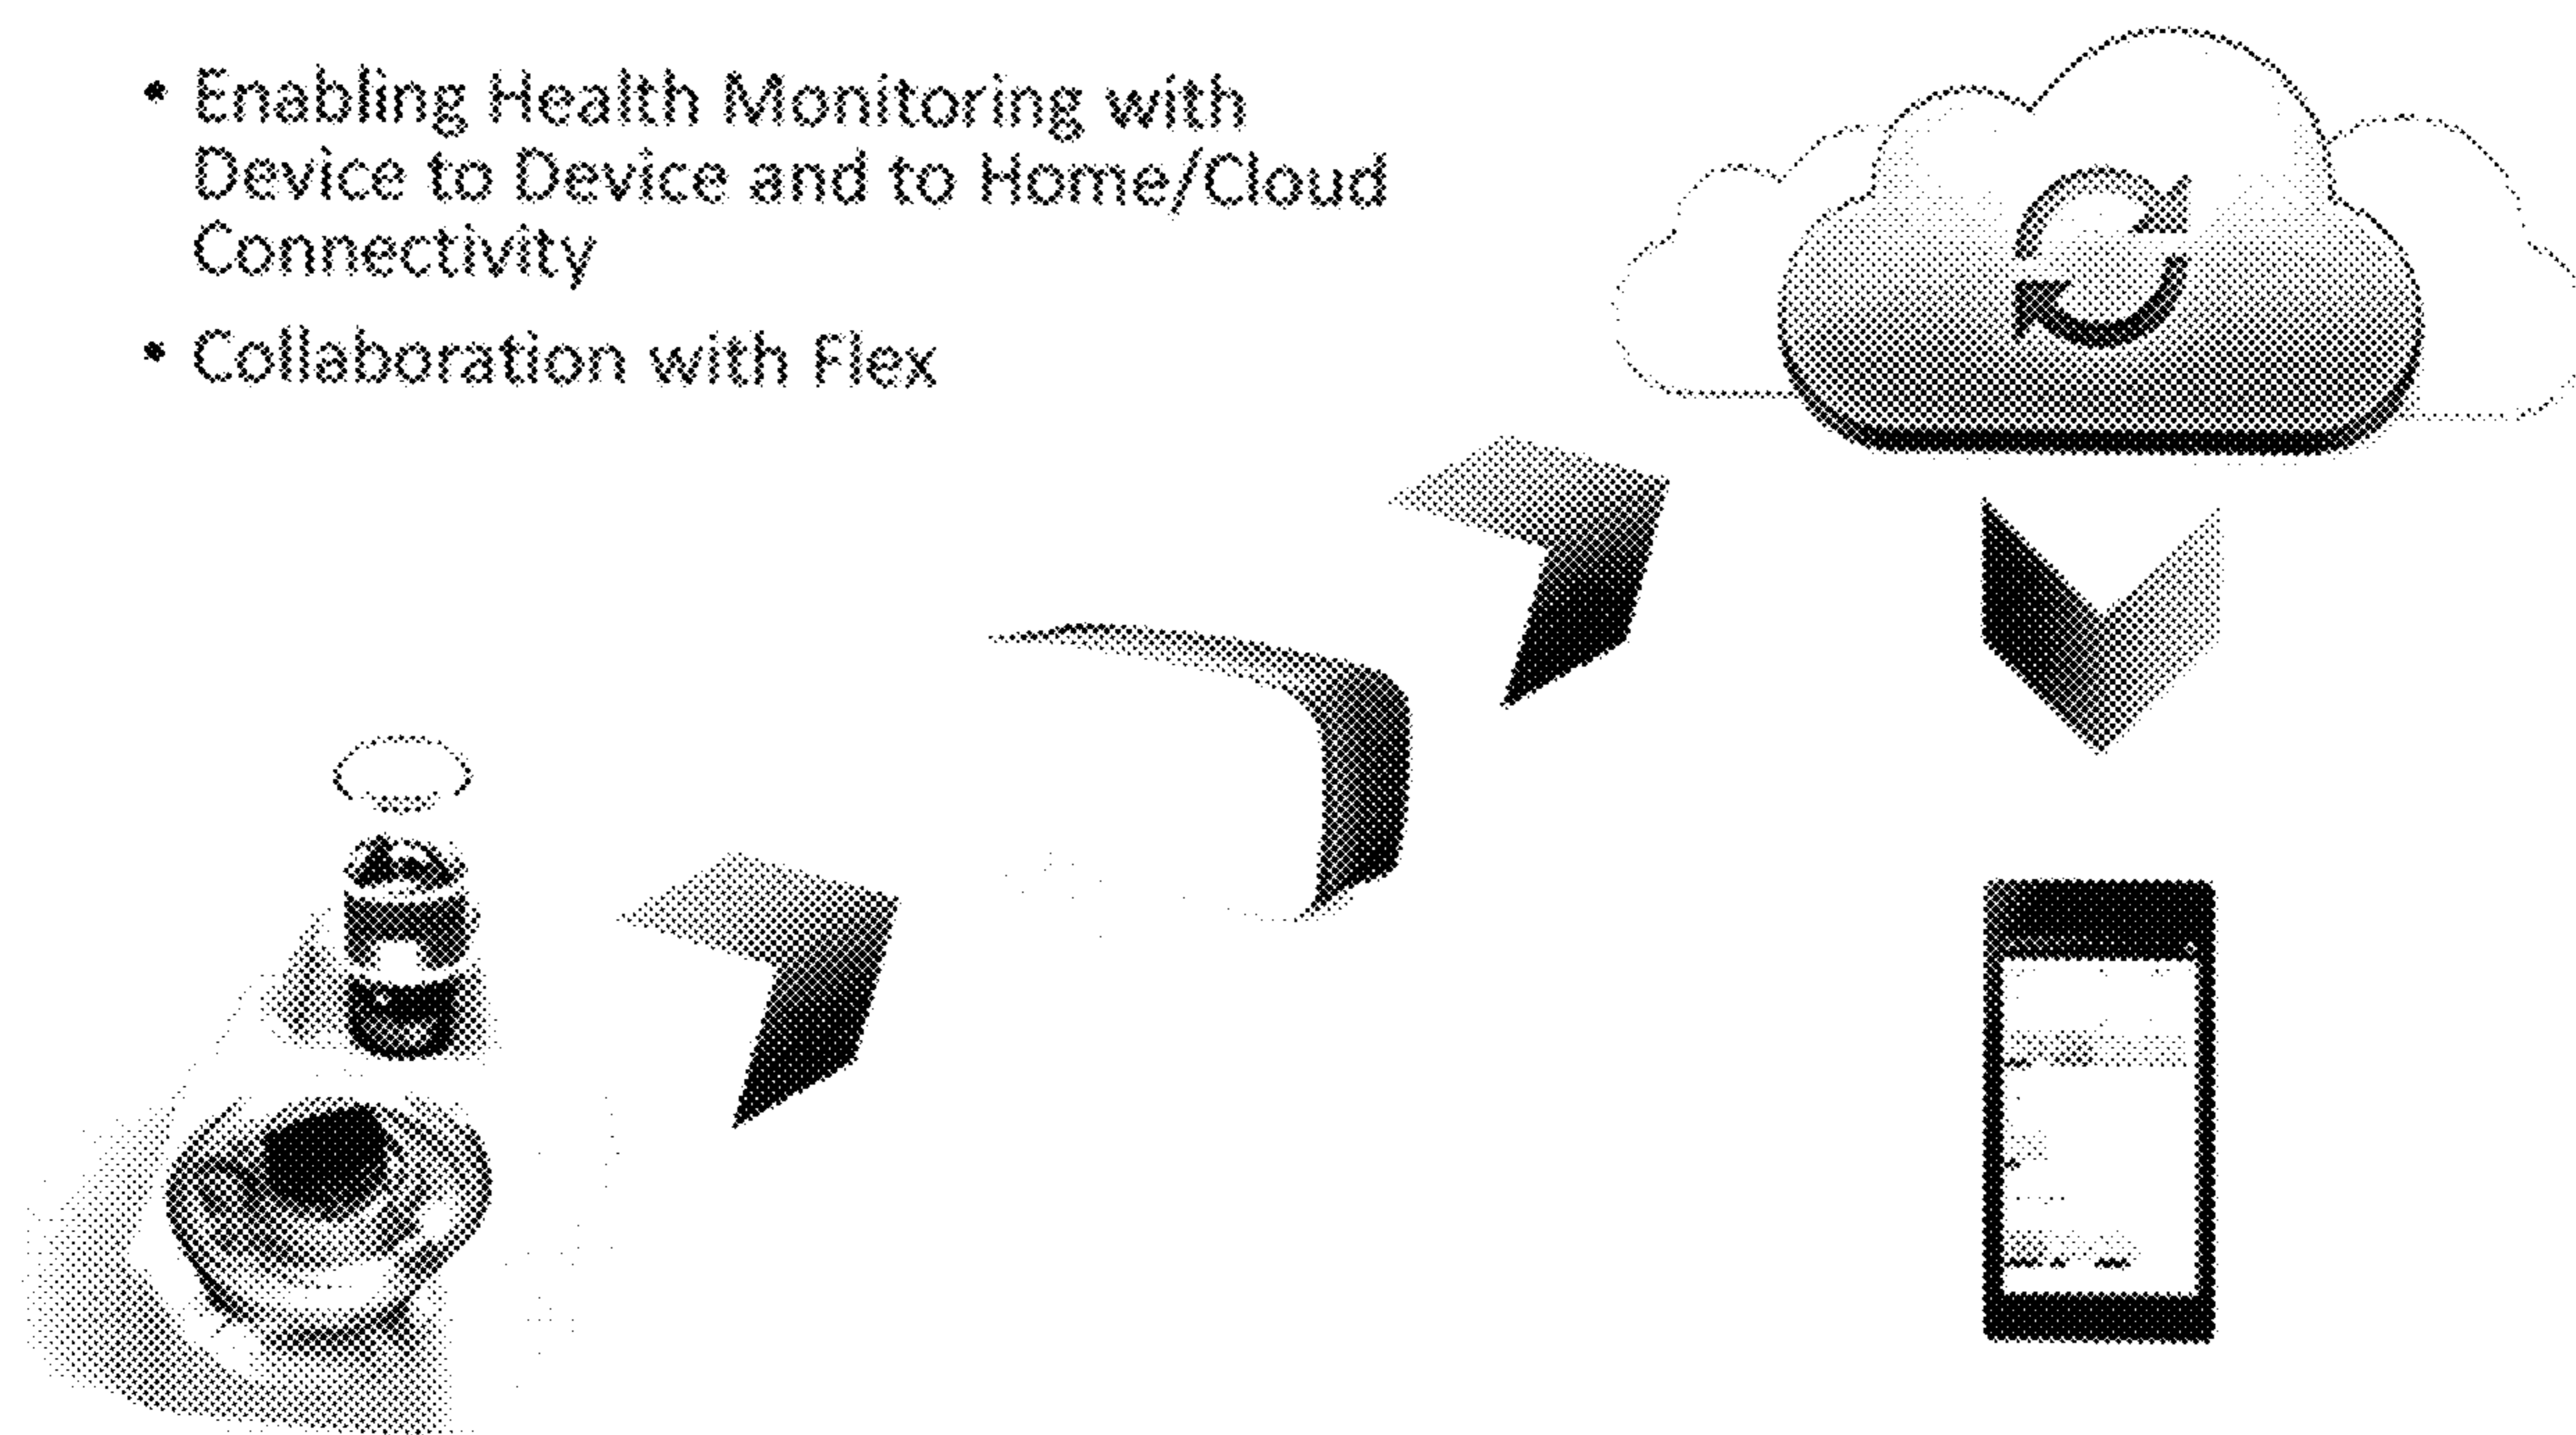 • Enabling Health Monitoring with
Device to Device and to Home/Cloud
Connectivity
• Collaboration with Flex